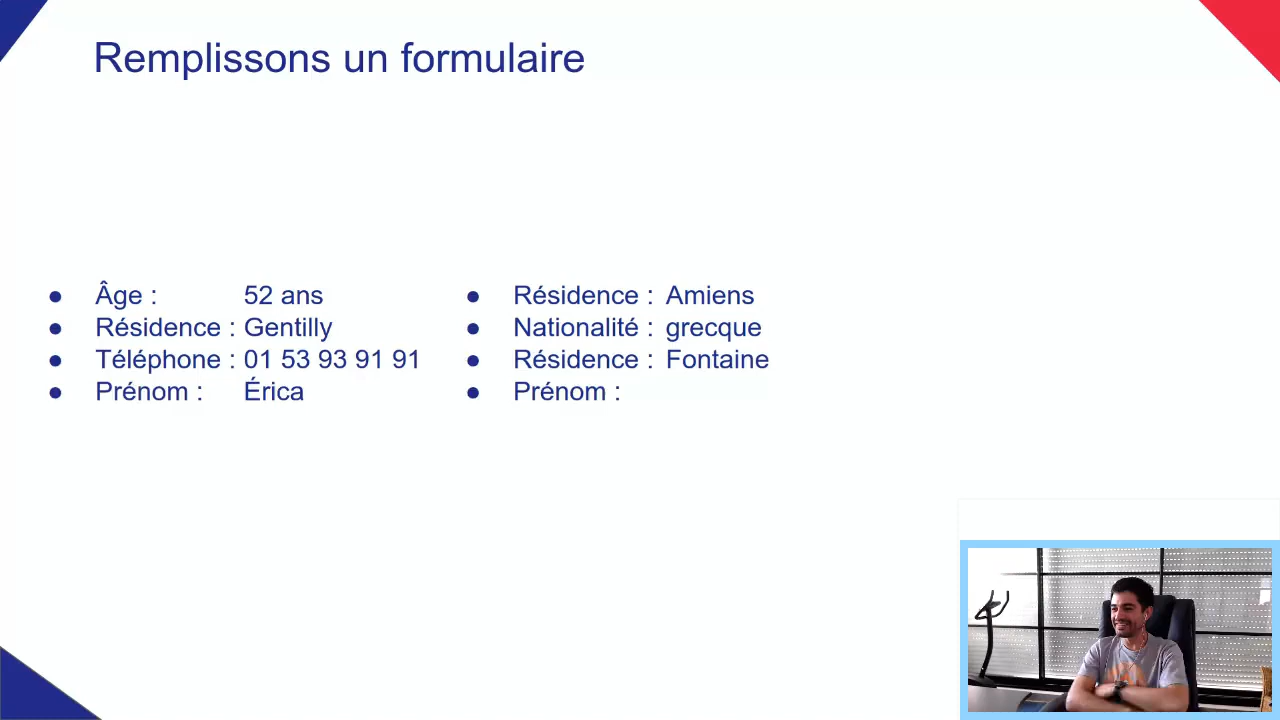 Remplissons un formulaire
Âge : 52 ans
Résidence : Gentilly
Téléphone : 01 53 93 91 91
Prénom : Érica
Résidence : Amiens
Nationalité : grecque
Résidence : Fontaine
Prénom :